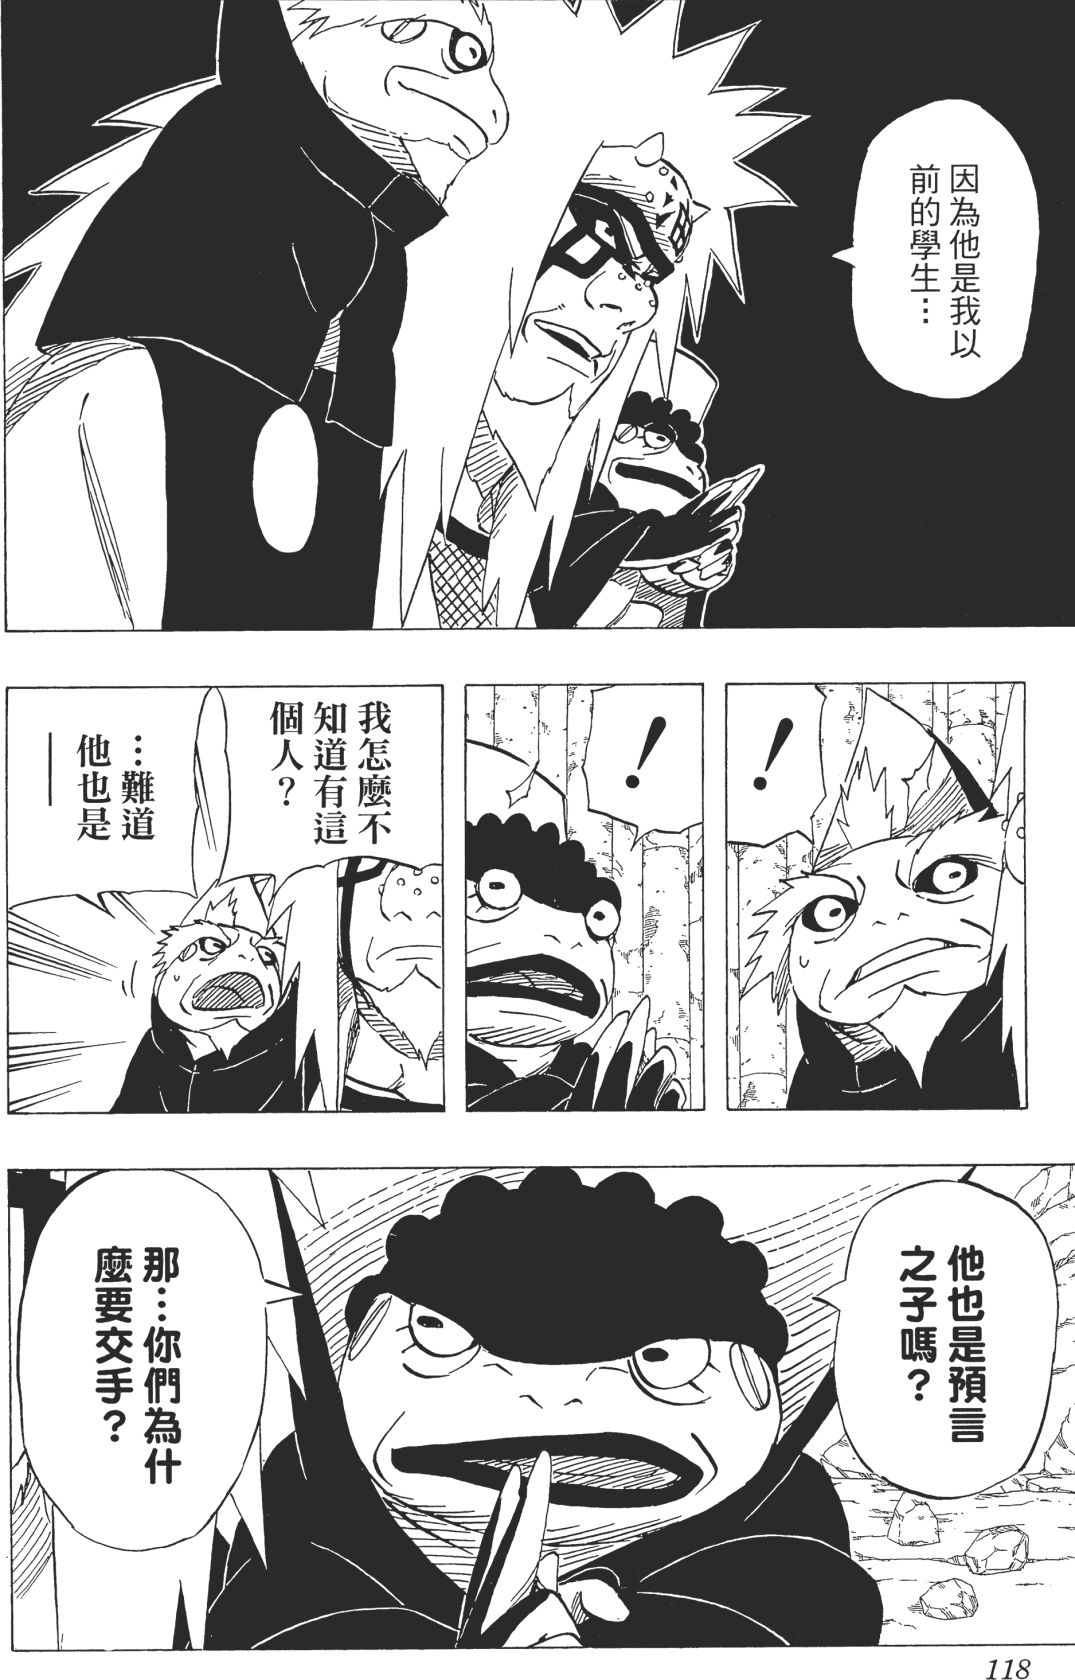 因為他是我以
前的學生…
！
！
我怎麼不
知道有這
個人？
…難道
他也是
——
他也是預言
之子嗎？
那…你們為什
麼要交手？
118